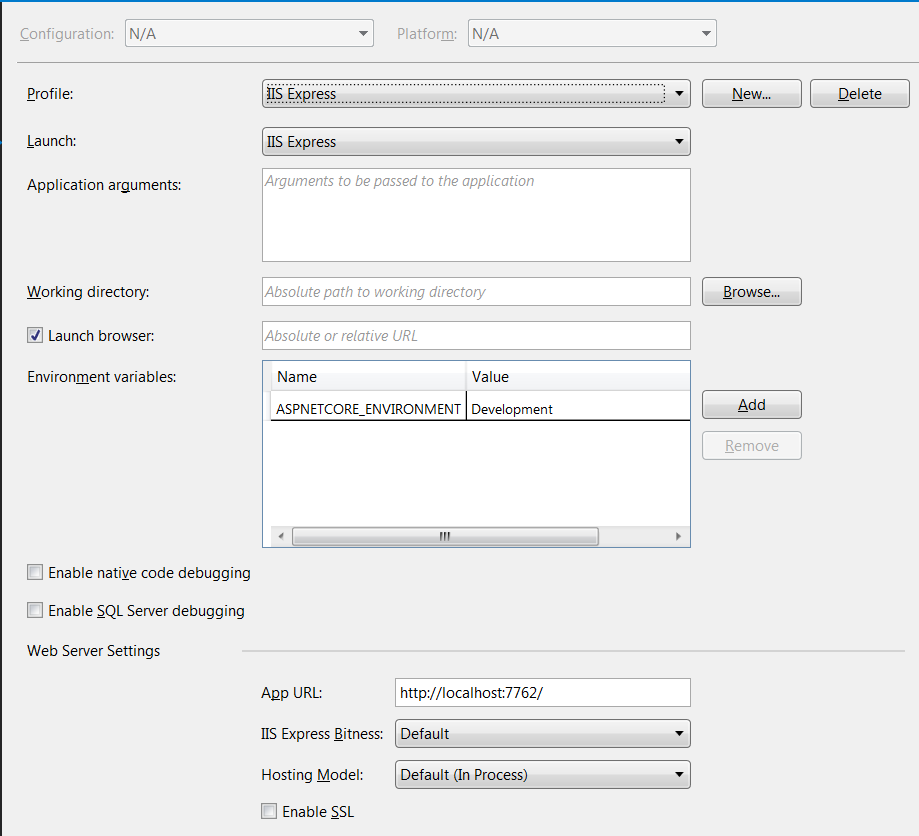 Configuration: N/A Platform: N/A
Profile: IIS Express New... Delete
Launch: IIS Express
Application arguments: Arguments to be passed to the application
Working directory: Absolute path to working directory Browse...
Launch browser: Absolute or relative URL
Environment variables: Name Value
ASPNETCORE_ENVIRONMENT Development Add
Remove
Enable native code debugging
Enable SQL Server debugging
Web Server Settings
App URL: http://localhost:7762/
IIS Express Bitness: Default
Hosting Model: Default (In Process)
Enable SSL